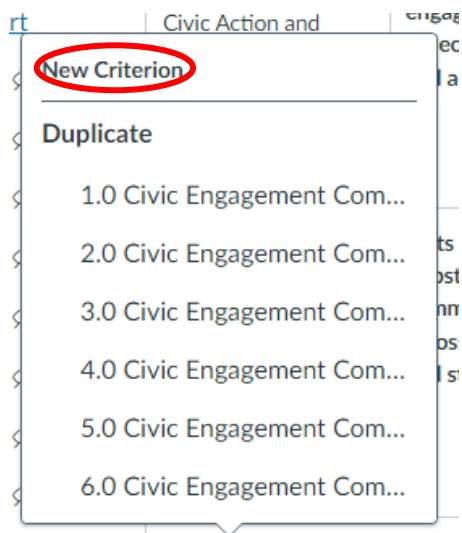 rt
Civic Action and
New Criterion
Duplicate
1.0 Civic Engagement Com...
2.0 Civic Engagement Com...
3.0 Civic Engagement Com...
4.0 Civic Engagement Com...
5.0 Civic Engagement Com...
6.0 Civic Engagement Com...